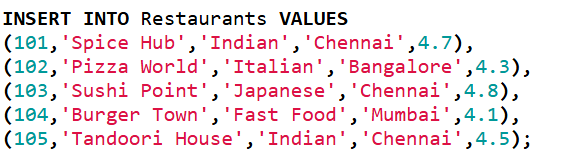 INSERT INTO Restaurants VALUES
(101,'Spice Hub','Indian','Chennai',4.7),
(102,'Pizza World','Italian','Bangalore',4.3),
(103,'Sushi Point','Japanese','Chennai',4.8),
(104,'Burger Town','Fast Food','Mumbai',4.1),
(105,'Tandoori House','Indian','Chennai',4.5);